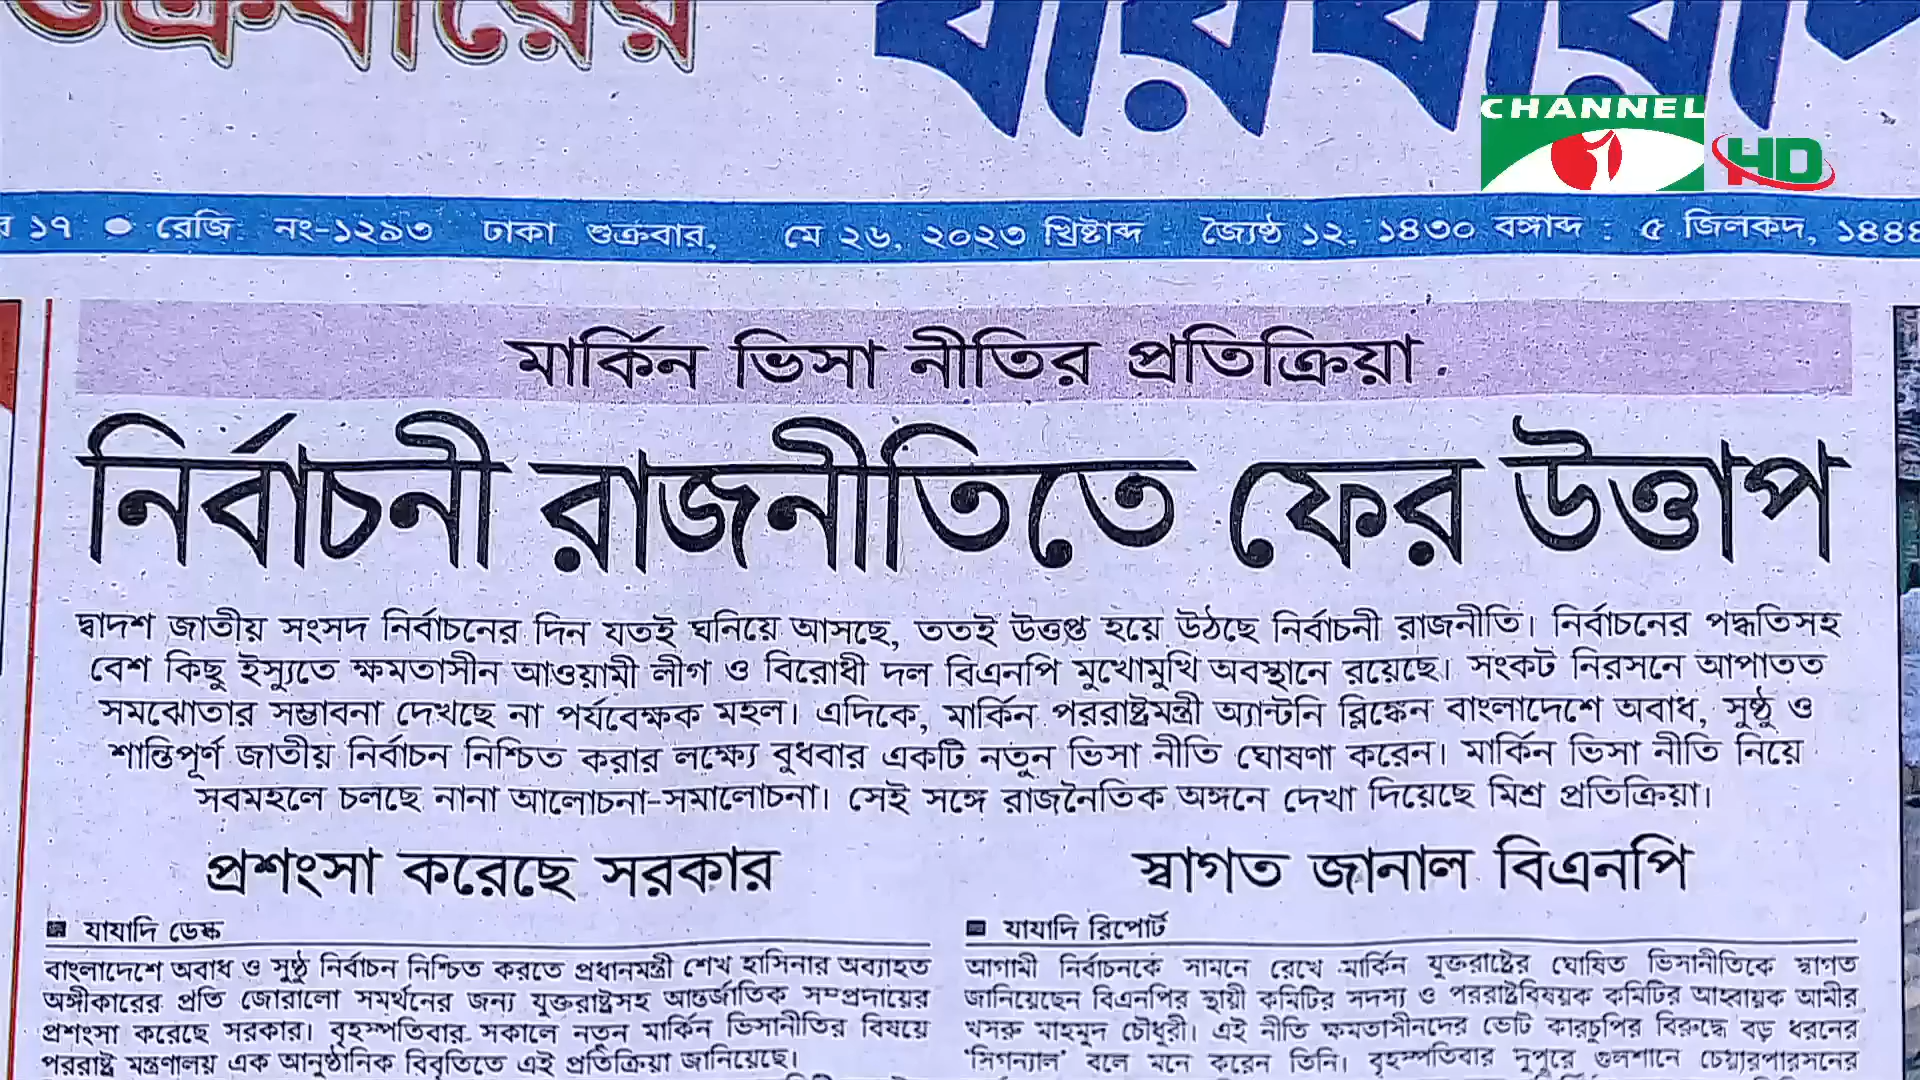 শুক্রবারের
CHANNEL
i HD
১৭ ● রেজি নং-১২৯৩ ঢাকা শুক্রবার, মে ২৬, ২০২৩ খ্রিষ্টাব্দ : জ্যৈষ্ঠ ১২, ১৪৩০ বঙ্গাব্দ : ৫ জিলকদ, ১৪৪৪
মার্কিন ভিসা নীতির প্রতিক্রিয়া
নির্বাচনী রাজনীতিতে ফের উত্তাপ
দ্বাদশ জাতীয় সংসদ নির্বাচনের দিন যতই ঘনিয়ে আসছে, ততই উত্তপ্ত হয়ে উঠছে নির্বাচনী রাজনীতি। নির্বাচনের পদ্ধতিসহ
বেশ কিছু ইস্যুতে ক্ষমতাসীন আওয়ামী লীগ ও বিরোধী দল বিএনপি মুখোমুখি অবস্থানে রয়েছে। সংকট নিরসনে আপাতত
সমঝোতার সম্ভাবনা দেখছে না পর্যবেক্ষক মহল। এদিকে, মার্কিন পররাষ্ট্রমন্ত্রী অ্যান্টনি ব্লিঙ্কেন বাংলাদেশে অবাধ, সুষ্ঠু ও
শান্তিপূর্ণ জাতীয় নির্বাচন নিশ্চিত করার লক্ষ্যে বুধবার একটি নতুন ভিসা নীতি ঘোষণা করেন। মার্কিন ভিসা নীতি নিয়ে
সবমহলে চলছে নানা আলোচনা-সমালোচনা। সেই সঙ্গে রাজনৈতিক অঙ্গনে দেখা দিয়েছে মিশ্র প্রতিক্রিয়া।
প্রশংসা করেছে সরকার
■ যাযাদি ডেস্ক
বাংলাদেশে অবাধ ও সুষ্ঠু নির্বাচন নিশ্চিত করতে প্রধানমন্ত্রী শেখ হাসিনার অব্যাহত
অঙ্গীকারের প্রতি জোরালো সমর্থনের জন্য যুক্তরাষ্ট্রসহ আন্তর্জাতিক সম্প্রদায়ের
প্রশংসা করেছে সরকার। বৃহস্পতিবার সকালে নতুন মার্কিন ভিসানীতির বিষয়ে
পররাষ্ট্র মন্ত্রণালয় এক আনুষ্ঠানিক বিবৃতিতে এই প্রতিক্রিয়া জানিয়েছে।
স্বাগত জানাল বিএনপি
■ যাযাদি রিপোর্ট
আগামী নির্বাচনকে সামনে রেখে মার্কিন যুক্তরাষ্ট্রের ঘোষিত ভিসানীতিকে স্বাগত
জানিয়েছেন বিএনপির স্থায়ী কমিটির সদস্য ও পররাষ্ট্রবিষয়ক কমিটির আহ্বায়ক আমীর
খসরু মাহমুদ চৌধুরী। এই নীতি ক্ষমতাসীনদের ভোট কারচুপির বিরুদ্ধে বড় ধরনের
'সিগন্যাল' বলে মনে করেন তিনি। বৃহস্পতিবার দুপুরে গুলশানে চেয়ারপারসনের